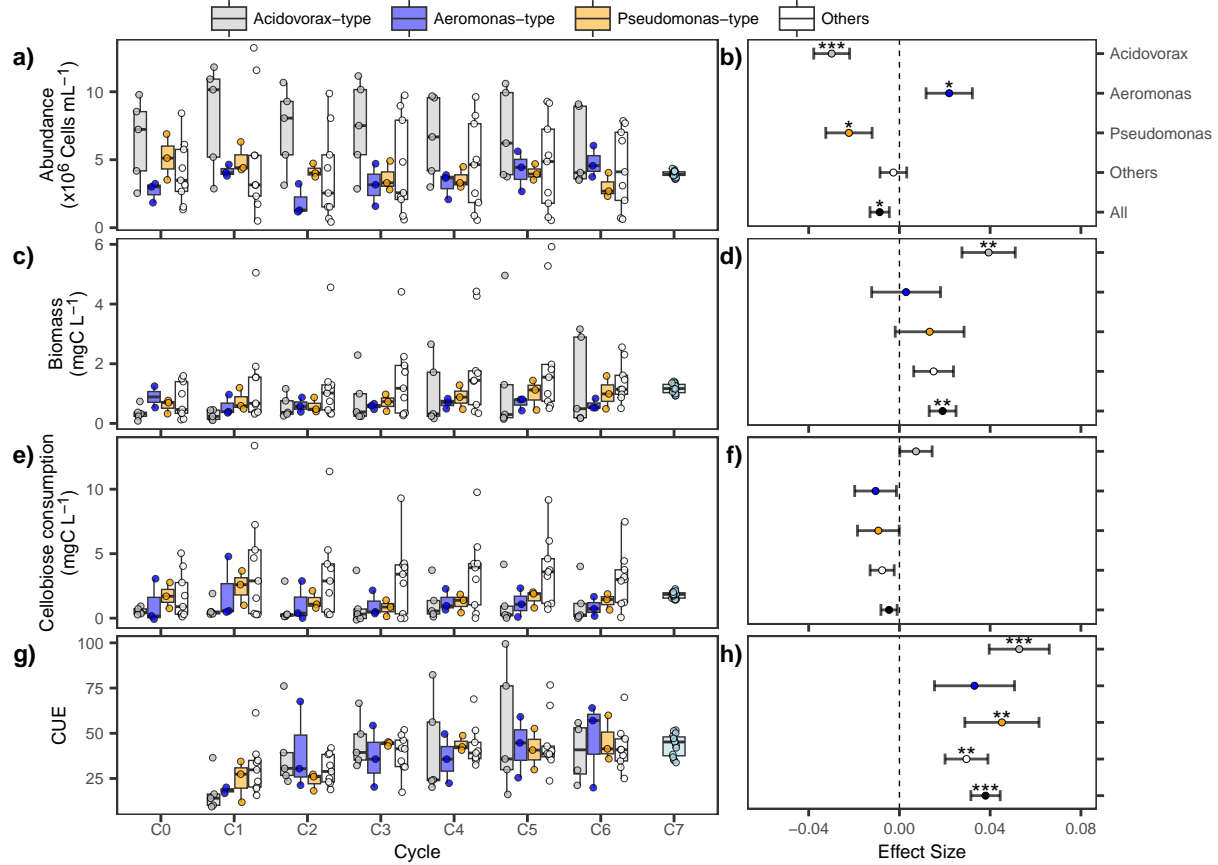 Acidovorax−type Aeromonas−type Pseudomonas−type Others
a)
Abundance
(x10⁶ Cells mL⁻¹)
10
5
0
b)
***
*
*
*
Acidovorax
Aeromonas
Pseudomonas
Others
All
c)
Biomass
(mgC L⁻¹)
6
4
2
0
d)
**
**
e)
Cellobiose consumption
(mgC L⁻¹)
10
5
0
f)
g)
CUE
100
75
50
25
h)
***
**
**
***
C0 C1 C2 C3 C4 C5 C6 C7
Cycle
−0.04 0.00 0.04 0.08
Effect Size